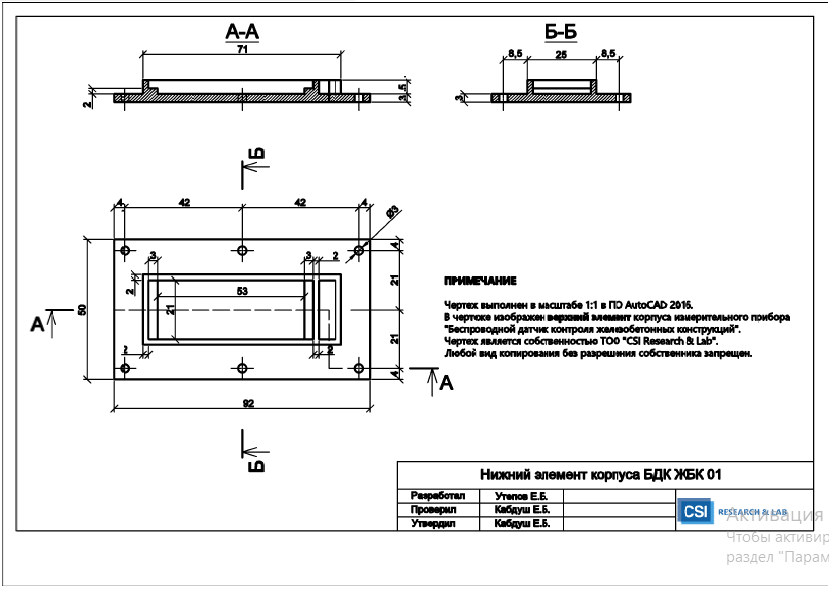 А-А
71
2
5
3
Б-Б
8,5
25
8,5
3
Б
4
42
42
4
Ø3
3
3
2
4
21
2
53
50
21
А
21
2
2
4
А
92
Б
ПРИМЕЧАНИЕ
Чертеж выполнен в масштабе 1:1 в ПО AutoCAD 2016.
В чертеже изображен верхний элемент корпуса измерительного прибора
"Беспроводной датчик контроля железобетонных конструкций".
Чертеж является собственностью ТОО "CSI Research & Lab".
Любой вид копирования без разрешения собственника запрещен.
Нижний элемент корпуса БДК ЖБК 01
Разработал Утепов Е.Б.
Проверил Кабдуш Е.Б.
Утвердил Кабдуш Е.Б.
CSI RESEARCH & LAB
Активация
Чтобы активир
раздел "Парам